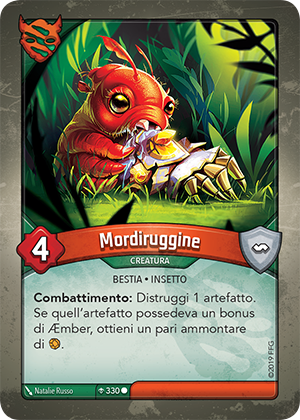 Mordiruggine
CREATURA
4
BESTIA • INSETTO
Combattimento: Distruggi 1 artefatto.
Se quell'artefatto possedeva un bonus
di Æmber, ottieni un pari ammontare
di .
©2019 FFG
Natalie Russo
330